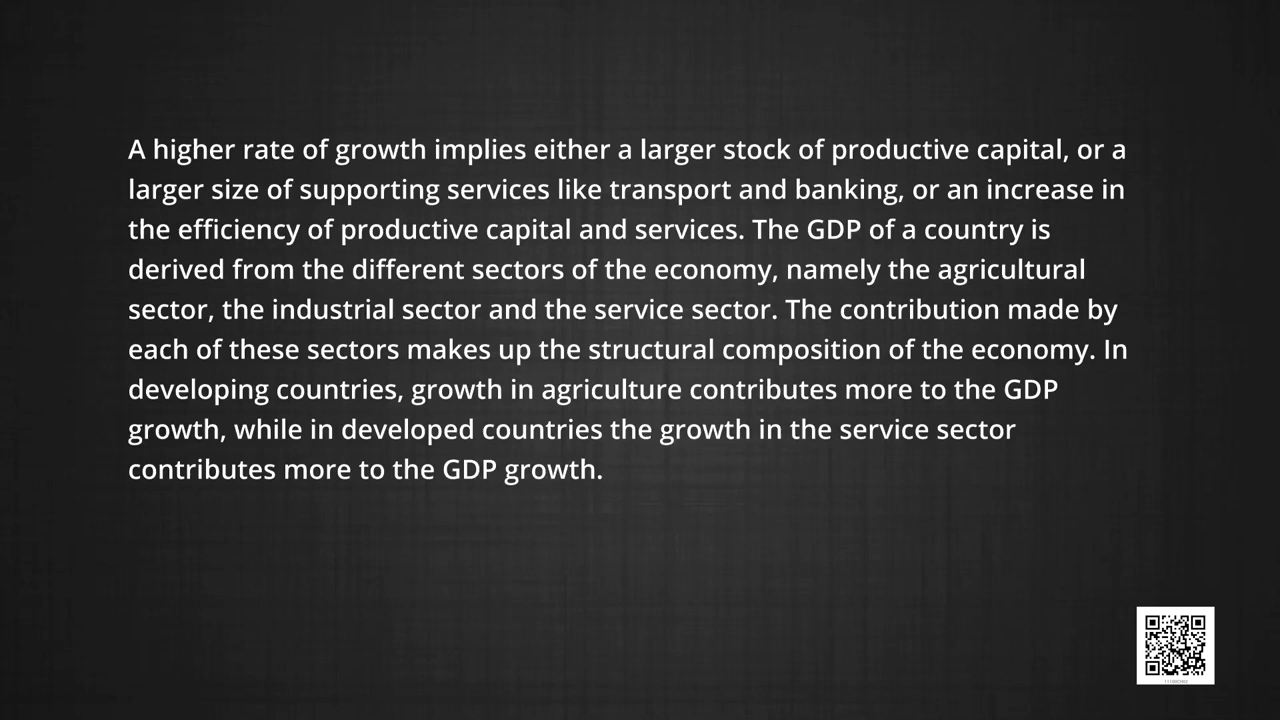 A higher rate of growth implies either a larger stock of productive capital, or a
larger size of supporting services like transport and banking, or an increase in
the efficiency of productive capital and services. The GDP of a country is
derived from the different sectors of the economy, namely the agricultural
sector, the industrial sector and the service sector. The contribution made by
each of these sectors makes up the structural composition of the economy. In
developing countries, growth in agriculture contributes more to the GDP
growth, while in developed countries the growth in the service sector
contributes more to the GDP growth.